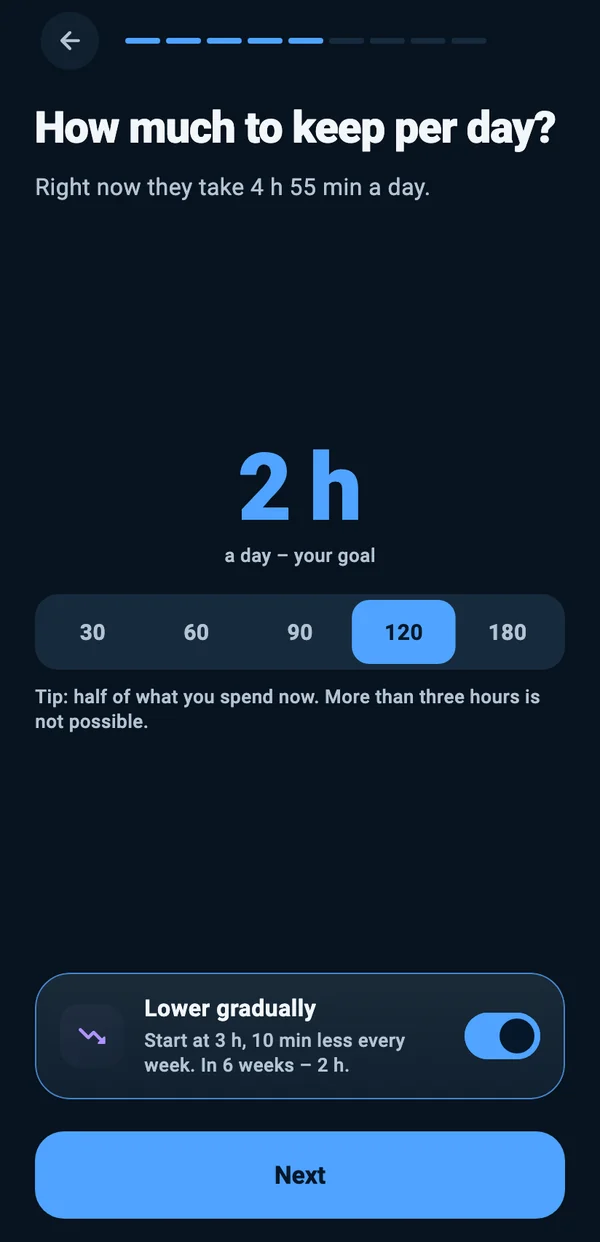 How much to keep per day?
Right now they take 4 h 55 min a day.
2 h
a day – your goal
30 60 90 120 180
Tip: half of what you spend now. More than three hours is
not possible.
Lower gradually
Start at 3 h, 10 min less every
week. In 6 weeks – 2 h.
Next